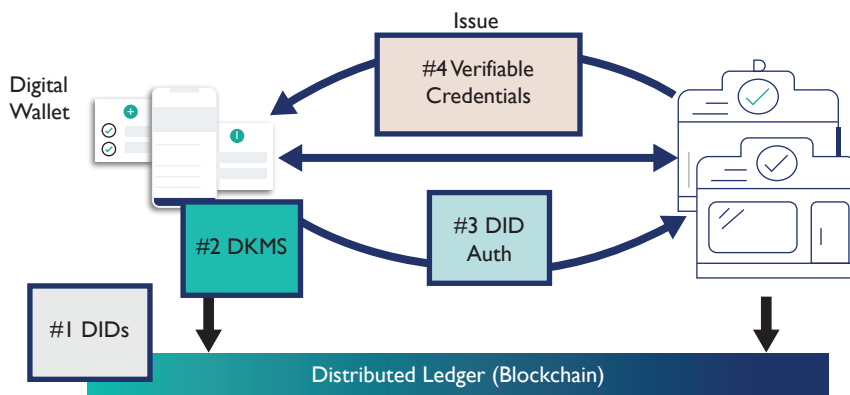 Issue
#4 Verifiable
Credentials
Digital
Wallet
#3 DID
Auth
#2 DKMS
#1 DIDs
Distributed Ledger (Blockchain)